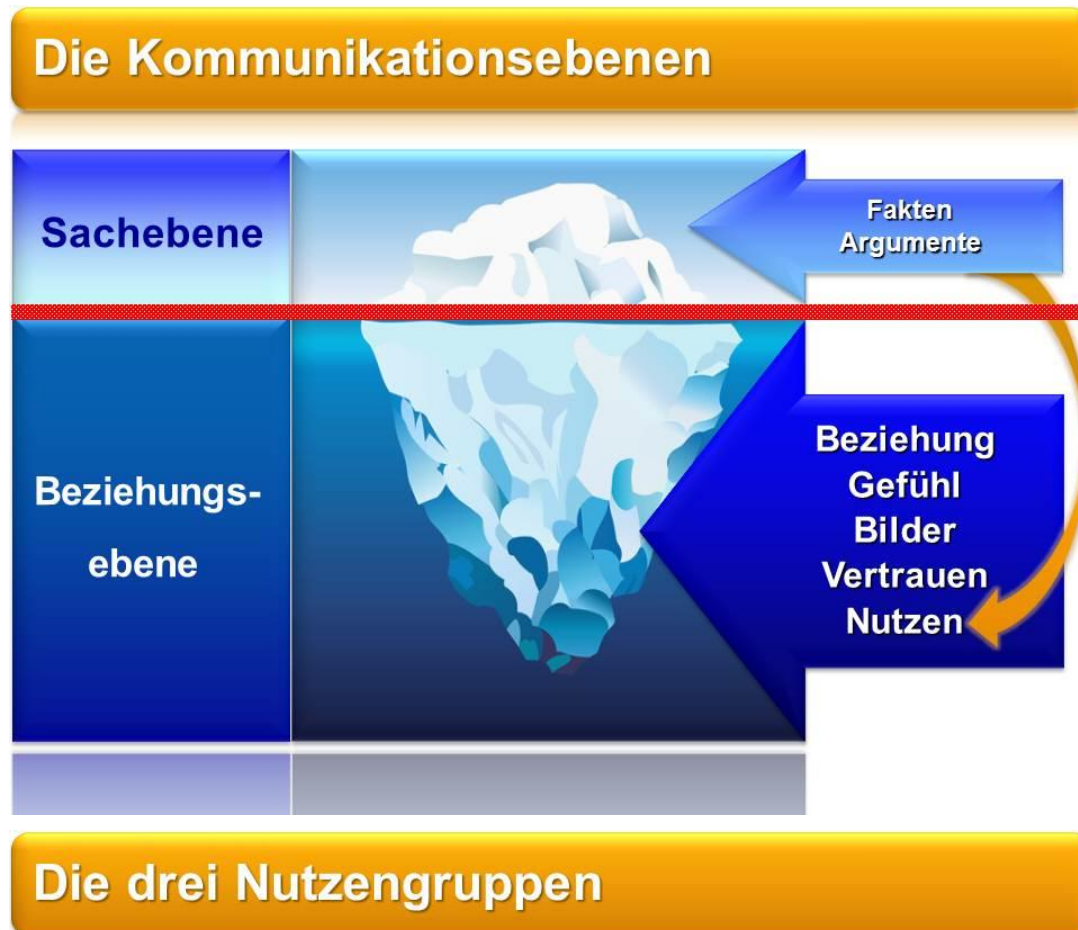 Die Kommunikationsebenen
Sachebene
Fakten
Argumente
Beziehungs-
ebene
Beziehung
Gefühl
Bilder
Vertrauen
Nutzen
Die drei Nutzengruppen